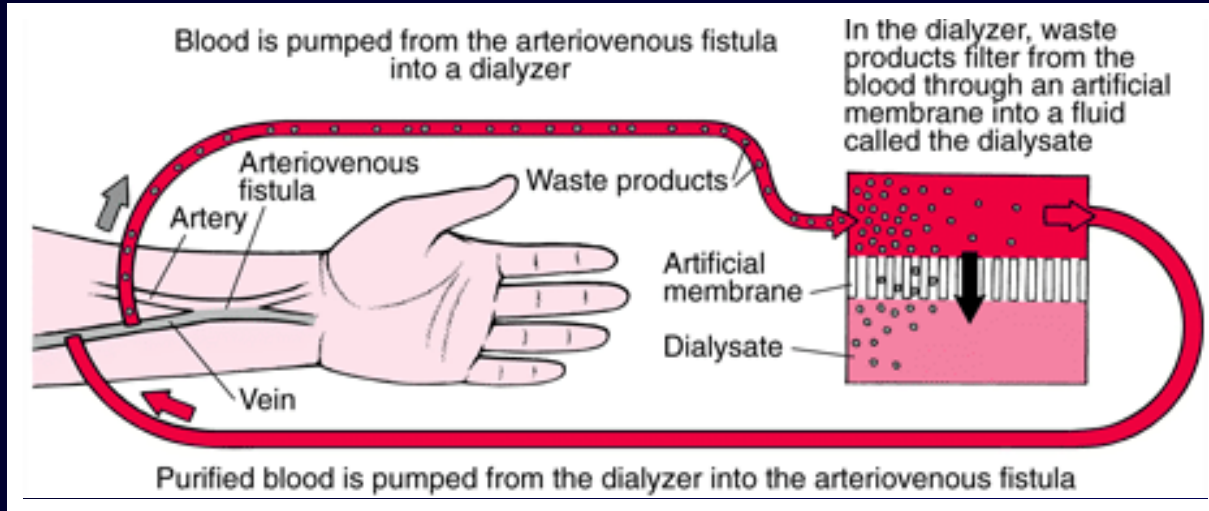 Blood is pumped from the arteriovenous fistula
into a dialyzer
In the dialyzer, waste
products filter from the
blood through an artificial
membrane into a fluid
called the dialysate
Arteriovenous
fistula
Artery
Waste products
Artificial
membrane
Dialysate
Vein
Purified blood is pumped from the dialyzer into the arteriovenous fistula